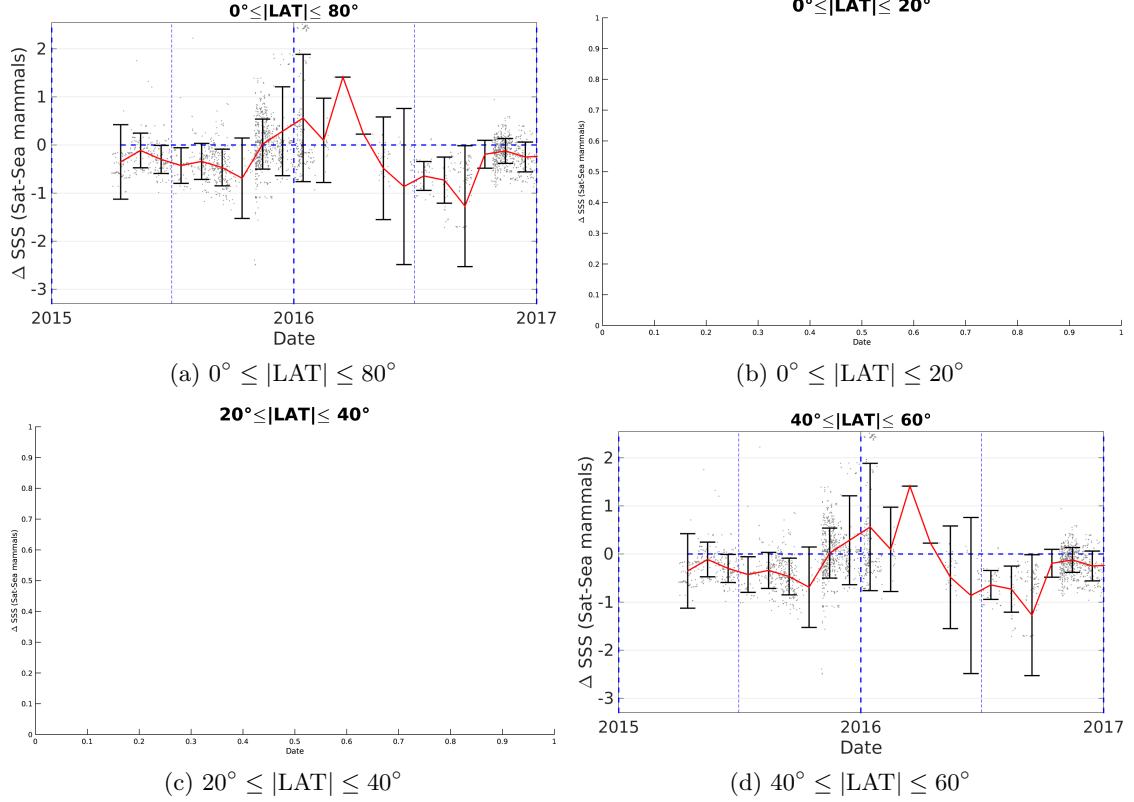 0°≤|LAT|≤ 80°
2
1
0
-1
-2
-3
Δ SSS (Sat-Sea mammals)
2015
2016
2017
Date
(a) 0° ≤ |LAT| ≤ 80°
0°≤|LAT|≤ 20°
1
0.9
0.8
0.7
0.6
0.5
0.4
0.3
0.2
0.1
0
Δ SSS (Sat-Sea mammals)
0 0.1 0.2 0.3 0.4 0.5 0.6 0.7 0.8 0.9 1
Date
(b) 0° ≤ |LAT| ≤ 20°
20°≤|LAT|≤ 40°
1
0.9
0.8
0.7
0.6
0.5
0.4
0.3
0.2
0.1
0
Δ SSS (Sat-Sea mammals)
0 0.1 0.2 0.3 0.4 0.5 0.6 0.7 0.8 0.9 1
Date
(c) 20° ≤ |LAT| ≤ 40°
40°≤|LAT|≤ 60°
2
1
0
-1
-2
-3
Δ SSS (Sat-Sea mammals)
2015
2016
2017
Date
(d) 40° ≤ |LAT| ≤ 60°